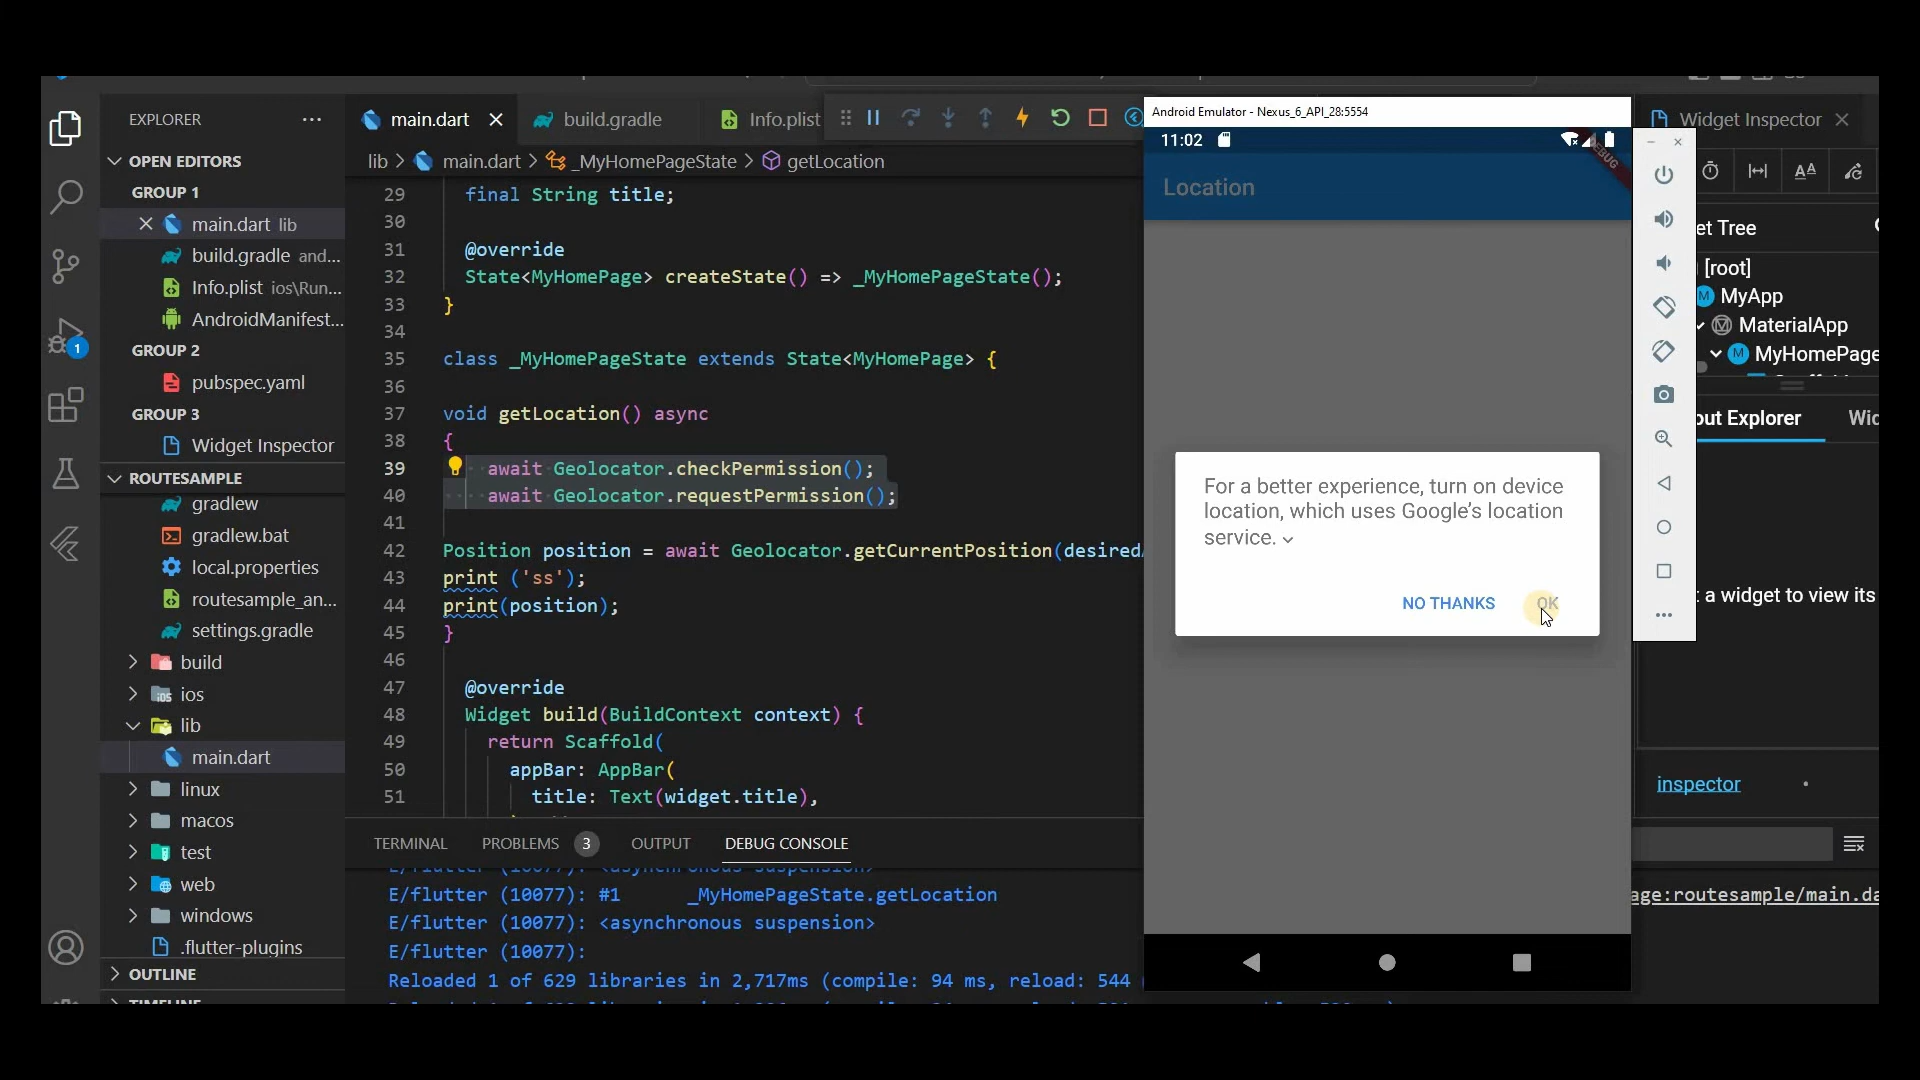 EXPLORER
OPEN EDITORS
GROUP 1
main.dart lib
build.gradle and...
Info.plist ios\Run...
AndroidManifest...
GROUP 2
pubspec.yaml
GROUP 3
Widget Inspector
ROUTESAMPLE
gradlew
gradlew.bat
local.properties
routesample_an...
settings.gradle
build
ios
lib
main.dart
linux
macos
test
web
windows
.flutter-plugins
OUTLINE
1
main.dart
build.gradle
Info.plist
lib > main.dart > _MyHomePageState > getLocation
29 final String title;
30
31 @override
32 State<MyHomePage> createState() => _MyHomePageState();
33 }
34
35 class _MyHomePageState extends State<MyHomePage> {
36
37 void getLocation() async
38 {
39 await Geolocator.checkPermission();
40 await Geolocator.requestPermission();
41
42 Position position = await Geolocator.getCurrentPosition(desired
43 print ('ss');
44 print(position);
45 }
46
47 @override
48 Widget build(BuildContext context) {
49 return Scaffold(
50 appBar: AppBar(
51 title: Text(widget.title),
TERMINAL
PROBLEMS 3
OUTPUT
DEBUG CONSOLE
E/flutter (10077): <asynchronous suspension>
E/flutter (10077): #1 _MyHomePageState.getLocation
E/flutter (10077): <asynchronous suspension>
E/flutter (10077):
Reloaded 1 of 629 libraries in 2,717ms (compile: 94 ms, reload: 544
Android Emulator - Nexus_6_API_28:5554
11:02
DEBUG
Location
For a better experience, turn on device
location, which uses Google's location
service.
NO THANKS
OK
Widget Inspector
et Tree
[root]
MyApp
MaterialApp
MyHomePage
out Explorer
Wid
a widget to view its
inspector
age:routesample/main.da